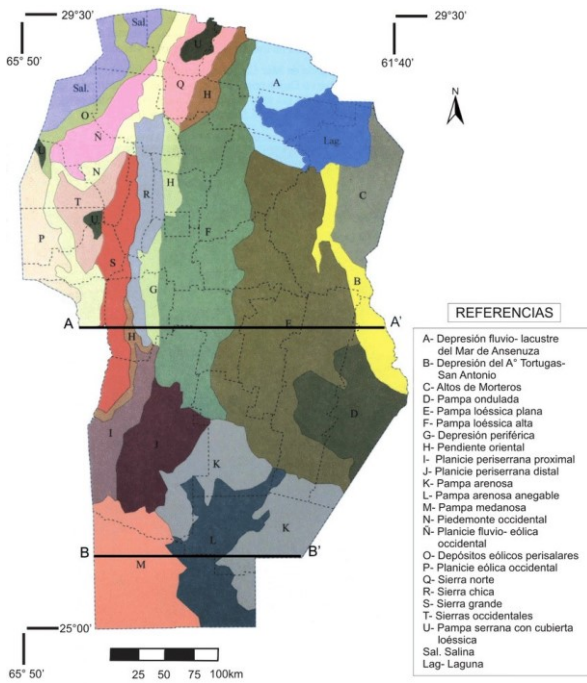 29°30'
65° 50'
29°30'
61°40'
N
Sal.
U
A
Sal.
Q
H
O
Lag.
Ñ
N
H
C
T
R
U
P
F
S
B
G
A
A'
H
E
D
I
J
K
K
L
B
B'
M
25°00'
65° 50'
25 50 75 100km
REFERENCIAS
A- Depresión fluvio- lacustre
del Mar de Ansenuza
B- Depresión del A° Tortugas-
San Antonio
C- Altos de Morteros
D- Pampa ondulada
E- Pampa loéssica plana
F- Pampa loéssica alta
G- Depresión periférica
H- Pendiente oriental
I- Planicie periserrana proximal
J- Planicie periserrana distal
K- Pampa arenosa
L- Pampa arenosa anegable
M- Pampa medanosa
N- Piedemonte occidental
Ñ- Planicie fluvio- eólica
occidental
O- Depósitos eólicos perisalares
P- Planicie eólica occidental
Q- Sierra norte
R- Sierra chica
S- Sierra grande
T- Sierras occidentales
U- Pampa serrana con cubierta
loéssica
Sal. Salina
Lag- Laguna